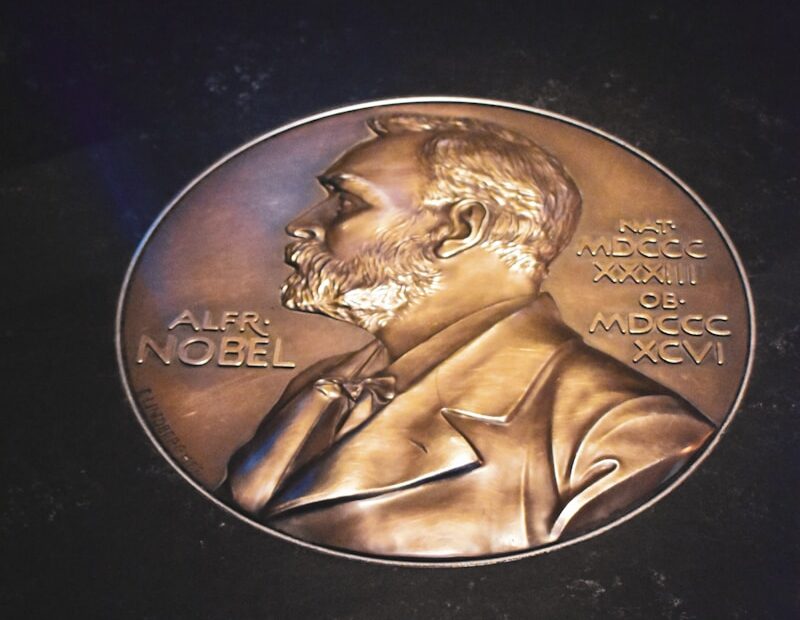 ALFR·
NOBEL
NAT·
MDCCC
XXXIII
OB·
MDCCC
XCVI